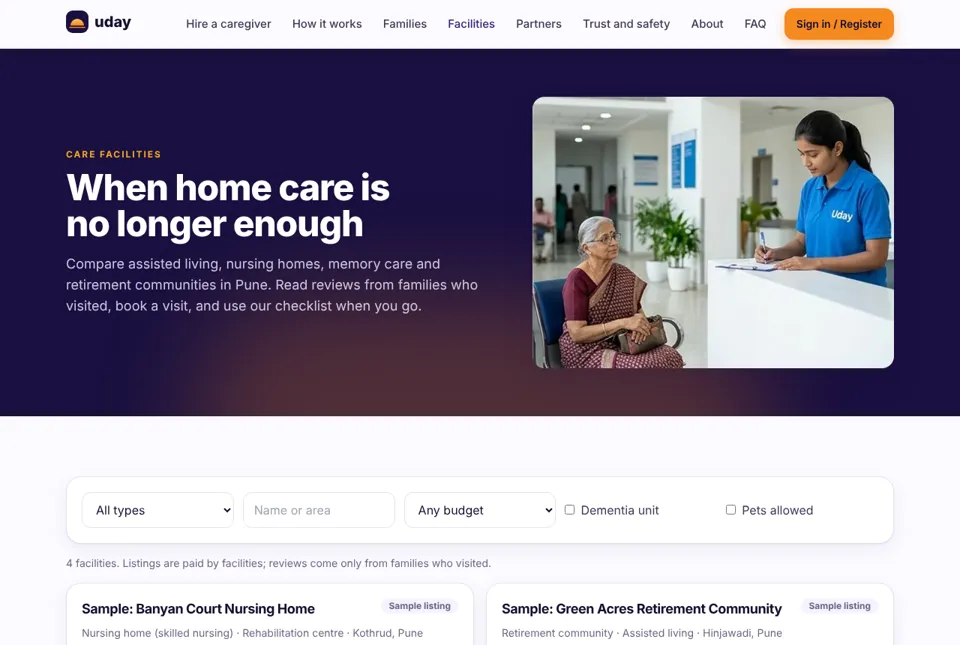 uday
Hire a caregiver
How it works
Families
Facilities
Partners
Trust and safety
About
FAQ
Sign in / Register
CARE FACILITIES
When home care is
no longer enough
Compare assisted living, nursing homes, memory care and
retirement communities in Pune. Read reviews from families who
visited, book a visit, and use our checklist when you go.
Uday
All types
Name or area
Any budget
Dementia unit
Pets allowed
4 facilities. Listings are paid by facilities; reviews come only from families who visited.
Sample: Banyan Court Nursing Home
Sample listing
Nursing home (skilled nursing) · Rehabilitation centre · Kothrud, Pune
Sample: Green Acres Retirement Community
Sample listing
Retirement community · Assisted living · Hinjawadi, Pune